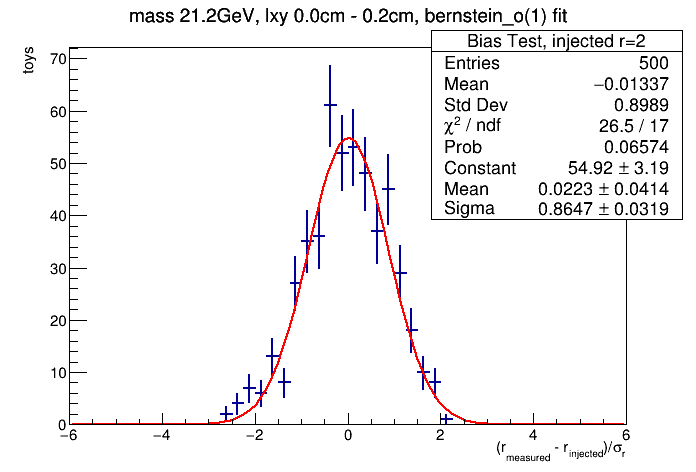 mass 21.2GeV, lxy 0.0cm - 0.2cm, bernstein_o(1) fit
Bias Test, injected r=2
Entries 500
Mean −0.01337
Std Dev 0.8989
χ² / ndf 26.5 / 17
Prob 0.06574
Constant 54.92 ± 3.19
Mean 0.0223 ± 0.0414
Sigma 0.8647 ± 0.0319
toys
70
60
50
40
30
20
10
0
−6 −4 −2 0 2 4 6
(r_measured - r_injected)/σ_r